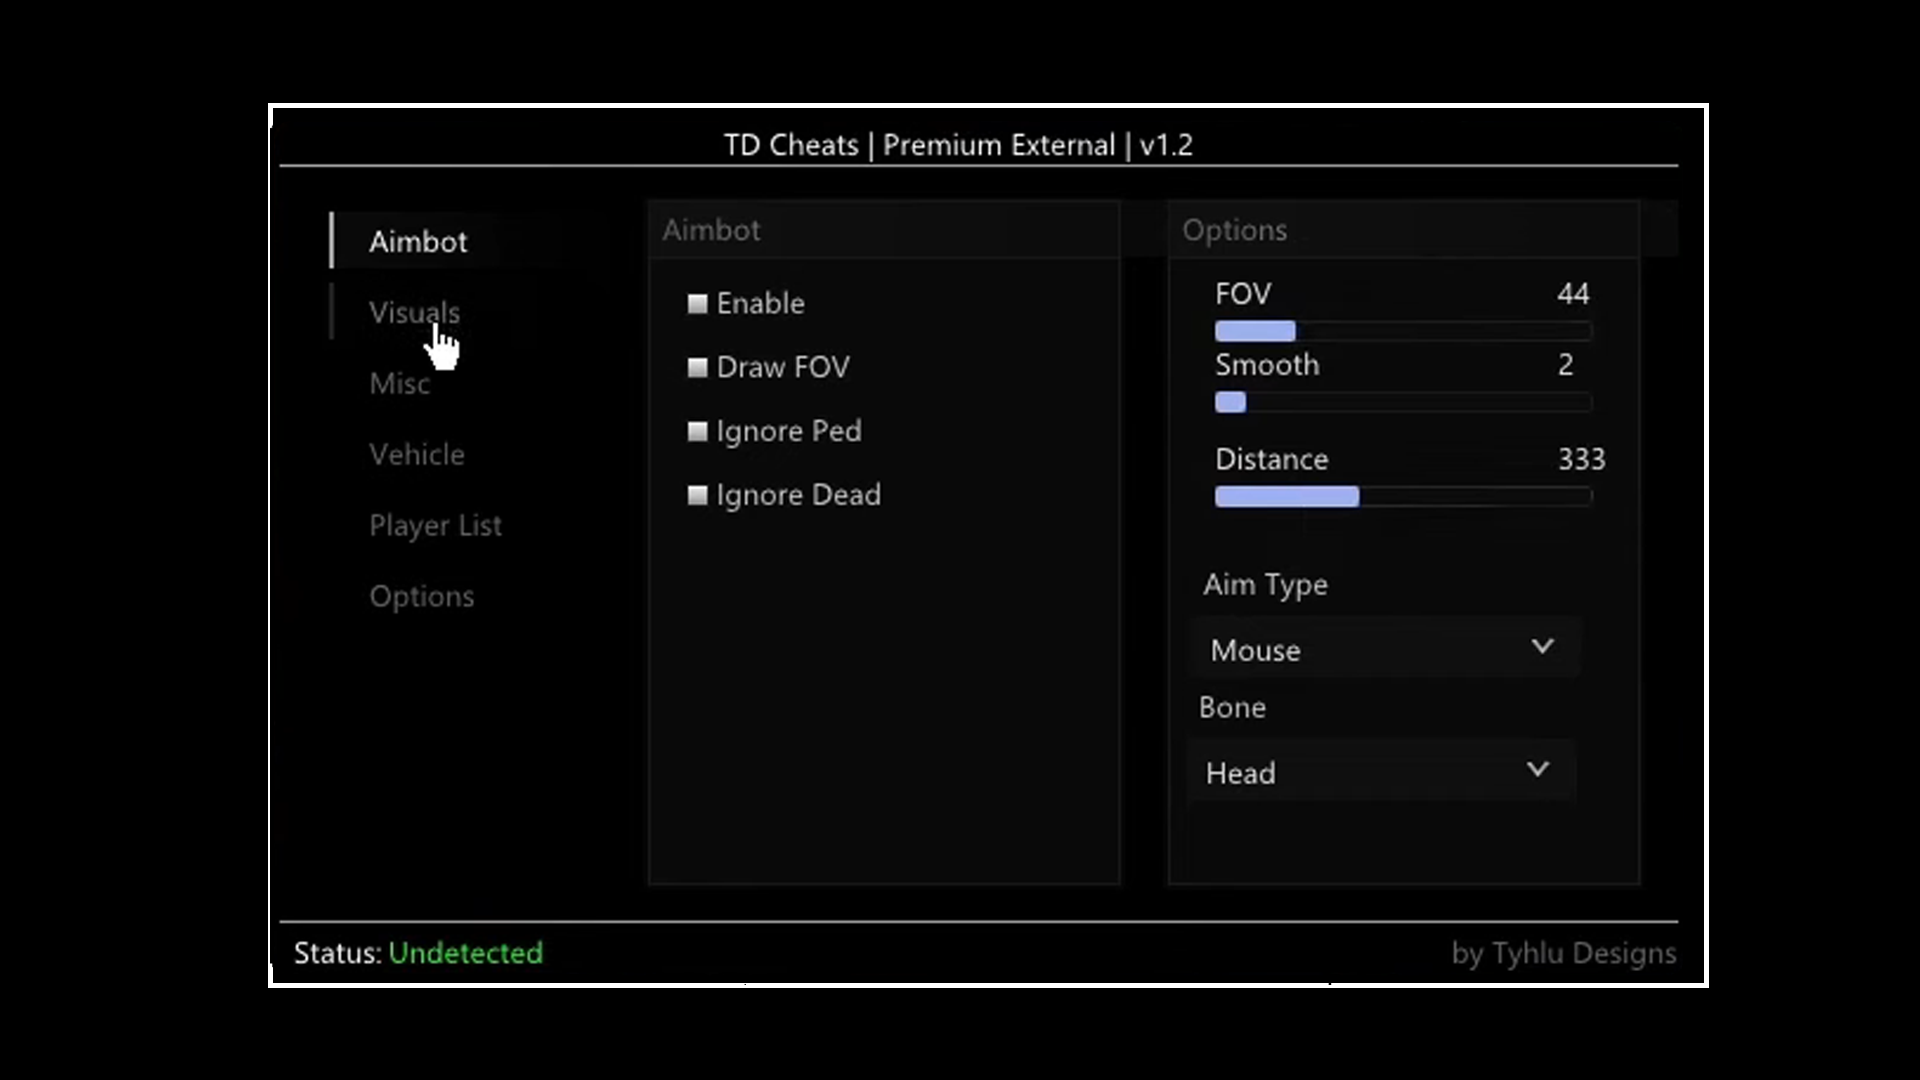 TD Cheats | Premium External | v1.2
Aimbot
Visuals
Misc
Vehicle
Player List
Options
Aimbot
Enable
Draw FOV
Ignore Ped
Ignore Dead
Options
FOV 44
Smooth 2
Distance 333
Aim Type
Mouse
Bone
Head
Status: Undetected
by Tyhlu Designs